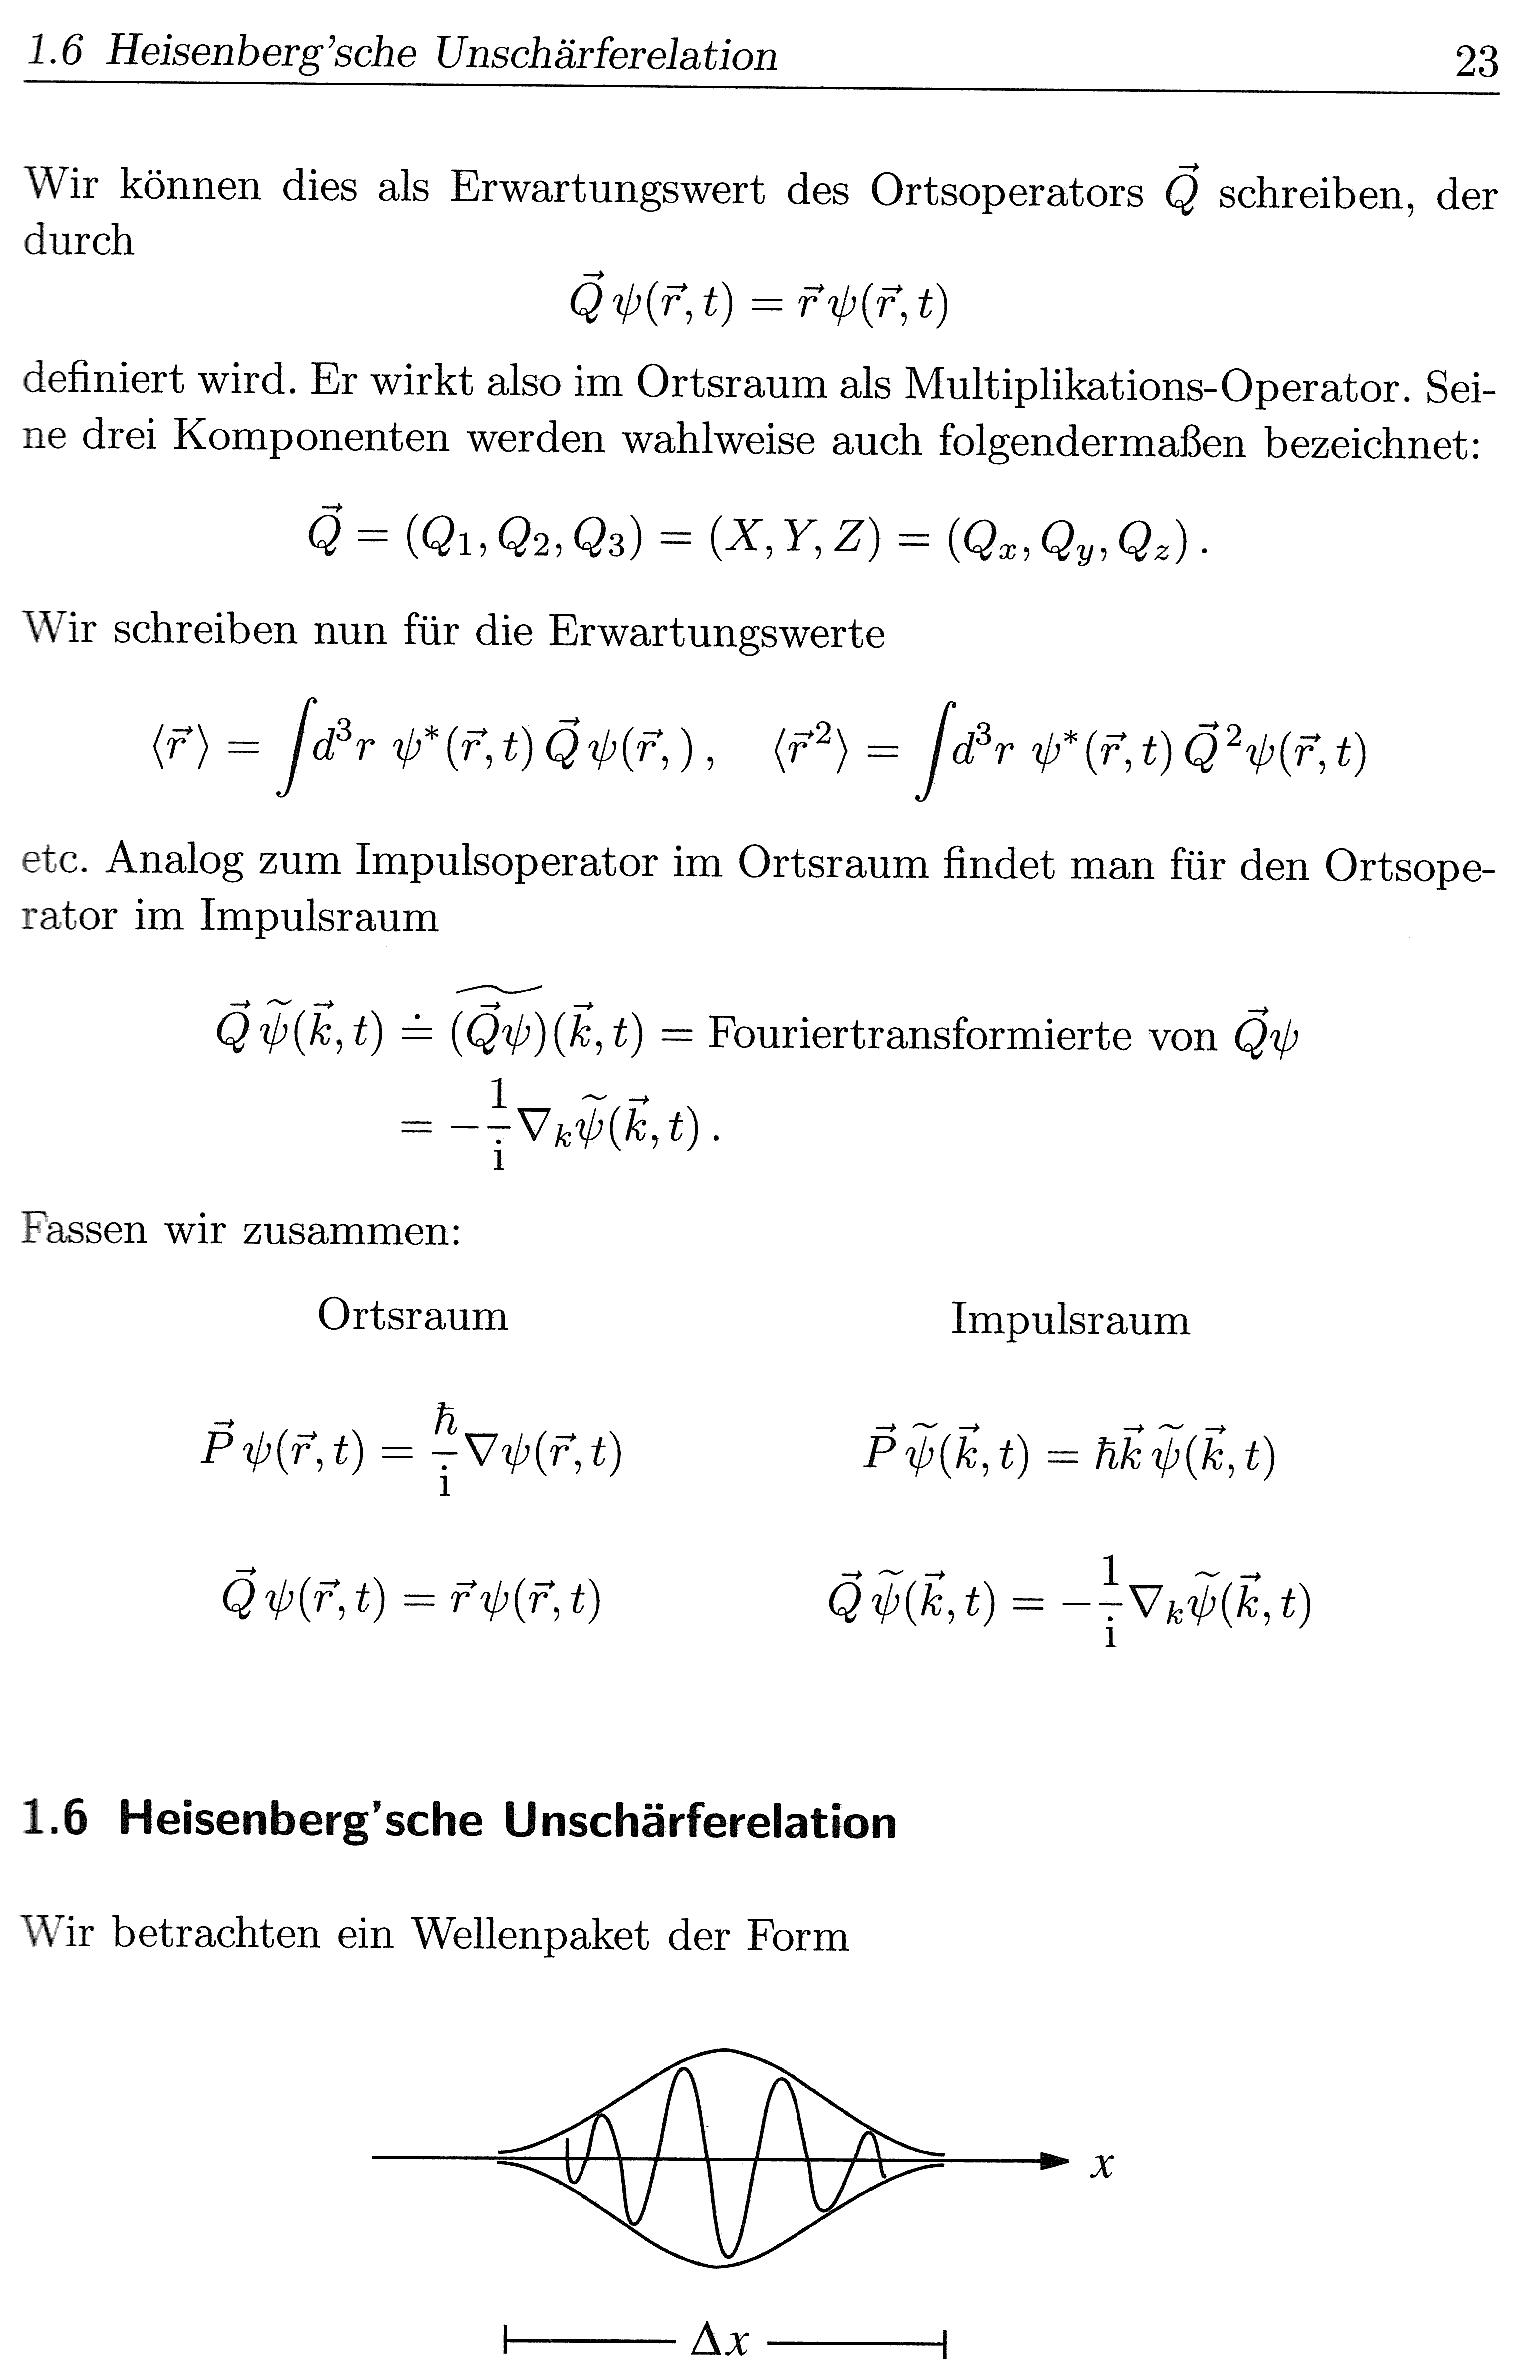 1.6 Heisenberg'sche Unschärferelation 23
Wir können dies als Erwartungswert des Ortsoperators $\vec{Q}$ schreiben, der
durch
$\vec{Q}\,\psi(\vec{r},t) = \vec{r}\,\psi(\vec{r},t)$
definiert wird. Er wirkt also im Ortsraum als Multiplikations-Operator. Sei-
ne drei Komponenten werden wahlweise auch folgendermaßen bezeichnet:
$\vec{Q} = (Q_1, Q_2, Q_3) = (X, Y, Z) = (Q_x, Q_y, Q_z)\,.$
Wir schreiben nun für die Erwartungswerte
$\langle\vec{r}\,\rangle = \int d^3r\ \psi^*(\vec{r},t)\,\vec{Q}\,\psi(\vec{r},)\,,\quad \langle\vec{r}^{\,2}\rangle = \int d^3r\ \psi^*(\vec{r},t)\,\vec{Q}^{\,2}\psi(\vec{r},t)$
etc. Analog zum Impulsoperator im Ortsraum findet man für den Ortsope-
rator im Impulsraum
$\vec{Q}\,\widetilde{\psi}(\vec{k},t) \doteq \widetilde{(\vec{Q}\psi)}(\vec{k},t) =$ Fouriertransformierte von $\vec{Q}\psi$
$= -\frac{1}{\mathrm{i}}\nabla_k\widetilde{\psi}(\vec{k},t)\,.$
Fassen wir zusammen:
Ortsraum Impulsraum
$\vec{P}\,\psi(\vec{r},t) = \frac{\hbar}{\mathrm{i}}\nabla\psi(\vec{r},t)$ $\vec{P}\,\widetilde{\psi}(\vec{k},t) = \hbar\vec{k}\,\widetilde{\psi}(\vec{k},t)$
$\vec{Q}\,\psi(\vec{r},t) = \vec{r}\,\psi(\vec{r},t)$ $\vec{Q}\,\widetilde{\psi}(\vec{k},t) = -\frac{1}{\mathrm{i}}\nabla_k\widetilde{\psi}(\vec{k},t)$
1.6 Heisenberg'sche Unschärferelation
Wir betrachten ein Wellenpaket der Form
x
Δx